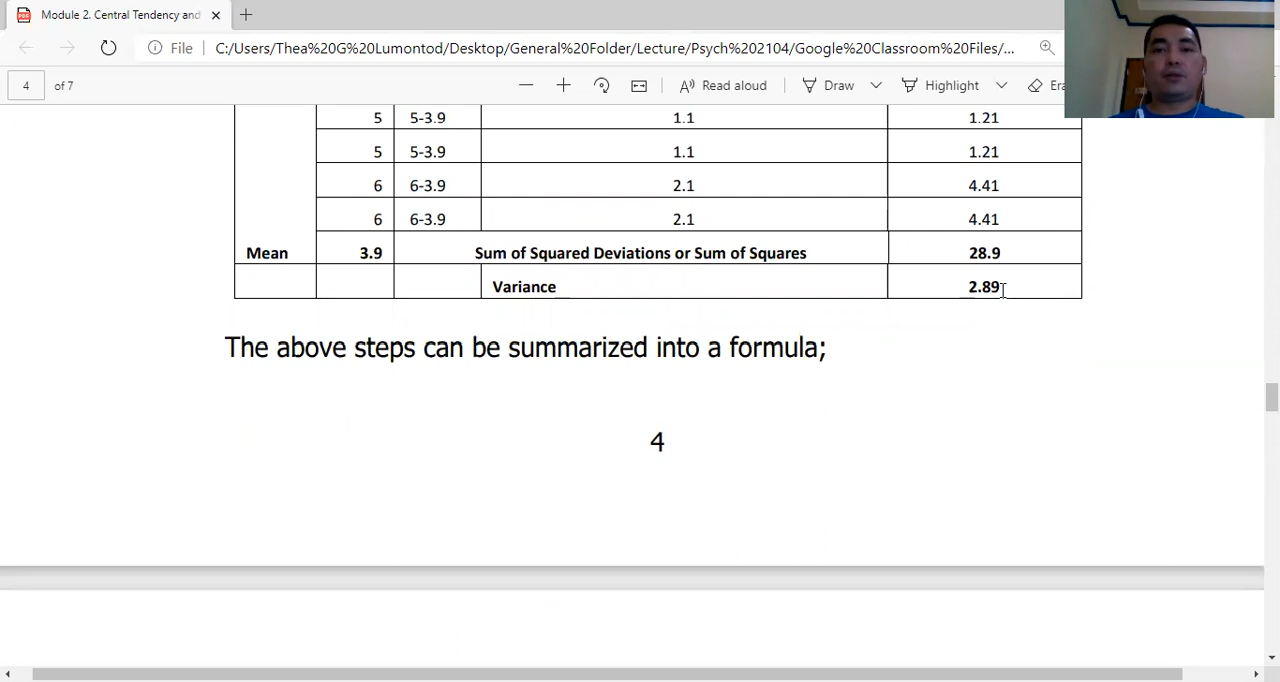 Module 2. Central Tendency and
File
C:/Users/Thea%20G%20Lumontod/Desktop/General%20Folder/Lecture/Psych%202104/Google%20Classroom%20Files/...
4 of 7 Read aloud Draw Highlight Era
5 5-3.9 1.1 1.21
5 5-3.9 1.1 1.21
6 6-3.9 2.1 4.41
6 6-3.9 2.1 4.41
Mean 3.9 Sum of Squared Deviations or Sum of Squares 28.9
Variance 2.89
The above steps can be summarized into a formula;
4